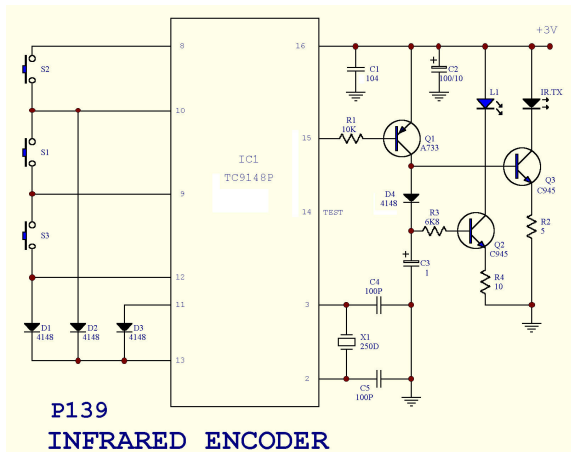 +3V
8
16
S2
C1
104
C2
100/10
L1
IR.TX
10
R1
10K
15
Q1
A733
S1
IC1
TC9148P
Q3
C945
9
D4
4148
14
TEST
R3
6K8
R2
5
S3
Q2
C945
C3
1
12
C4
100P
R4
10
11
3
D1
4148
D2
4148
D3
4148
X1
250D
13
2
C5
100P
P139
INFRARED ENCODER